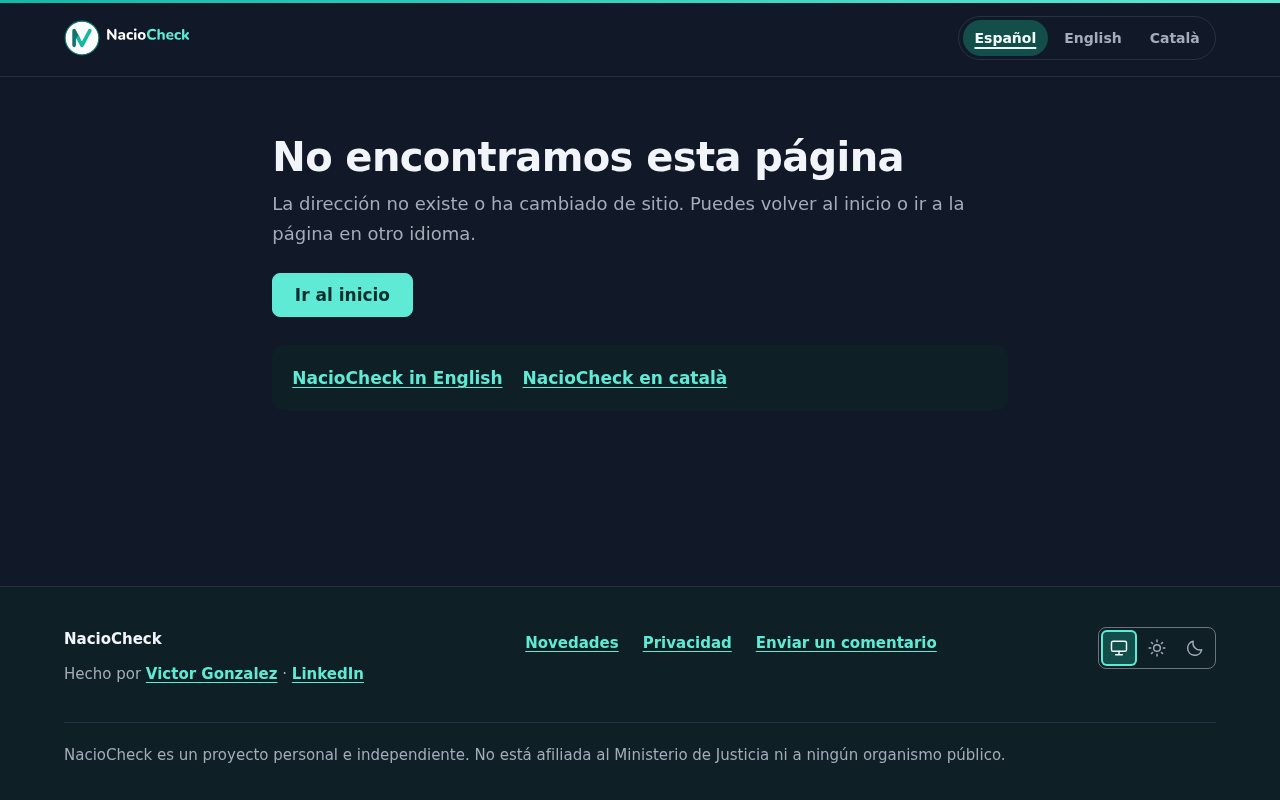 NacioCheck
Español English Català
No encontramos esta página
La dirección no existe o ha cambiado de sitio. Puedes volver al inicio o ir a la
página en otro idioma.
Ir al inicio
NacioCheck in English NacioCheck en català
NacioCheck
Hecho por Victor Gonzalez · LinkedIn
Novedades Privacidad Enviar un comentario
NacioCheck es un proyecto personal e independiente. No está afiliada al Ministerio de Justicia ni a ningún organismo público.